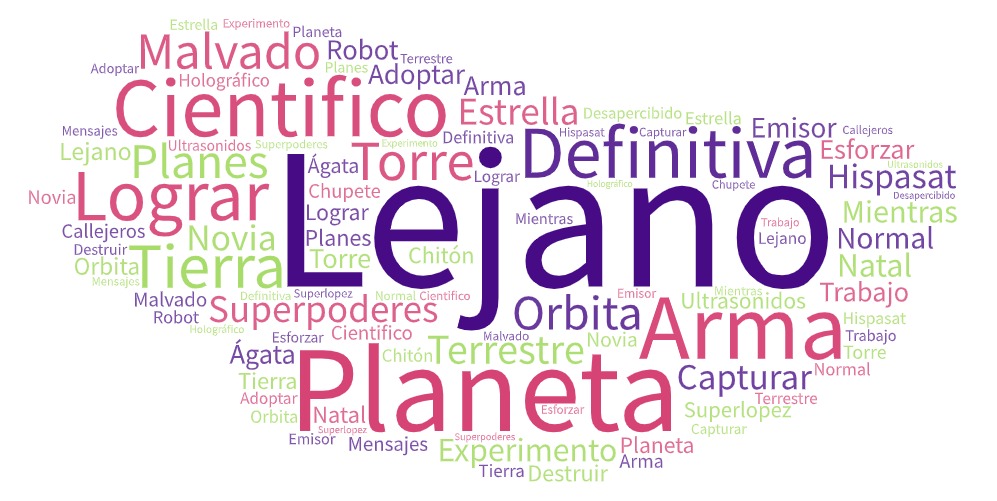 Estrella
Experimento
Planeta
Malvado
Robot
Terrestre
Adoptar
Planes
Holográfico
Adoptar
Arma
Cientifico
Estrella
Desapercibido
Estrella
Mensajes
Definitiva
Hispasat
Capturar
Emisor
Callejeros
Lejano
Planes
Ultrasonidos
Superpoderes
Experimento
Torre
Definitiva
Esforzar
Ágata
Lograr
Ultrasonidos
Hispasat
Novia
Lograr
Chupete
Lejano
Holográfico
Chupete
Desapercibido
Lograr
Mientras
Trabajo
Mientras
Callejeros
Novia
Planes
Lejano
Normal
Destruir
Tierra
Torre
Chitón
Natal
Orbita
Mensajes
Malvado
Superpoderes
Definitiva
Superlopez
Normal
Cientifico
Orbita
Emisor
Ultrasonidos
Mientras
Trabajo
Robot
Holográfico
Esforzar
Cientifico
Malvado
Arma
Hispasat
Trabajo
Ágata
Chitón
Terrestre
Novia
Torre
Tierra
Planeta
Capturar
Normal
Adoptar
Terrestre
Orbita
Natal
Esforzar
Superlopez
Superlopez
Capturar
Emisor
Mensajes
Superpoderes
Experimento
Planeta
Tierra
Destruir
Arma